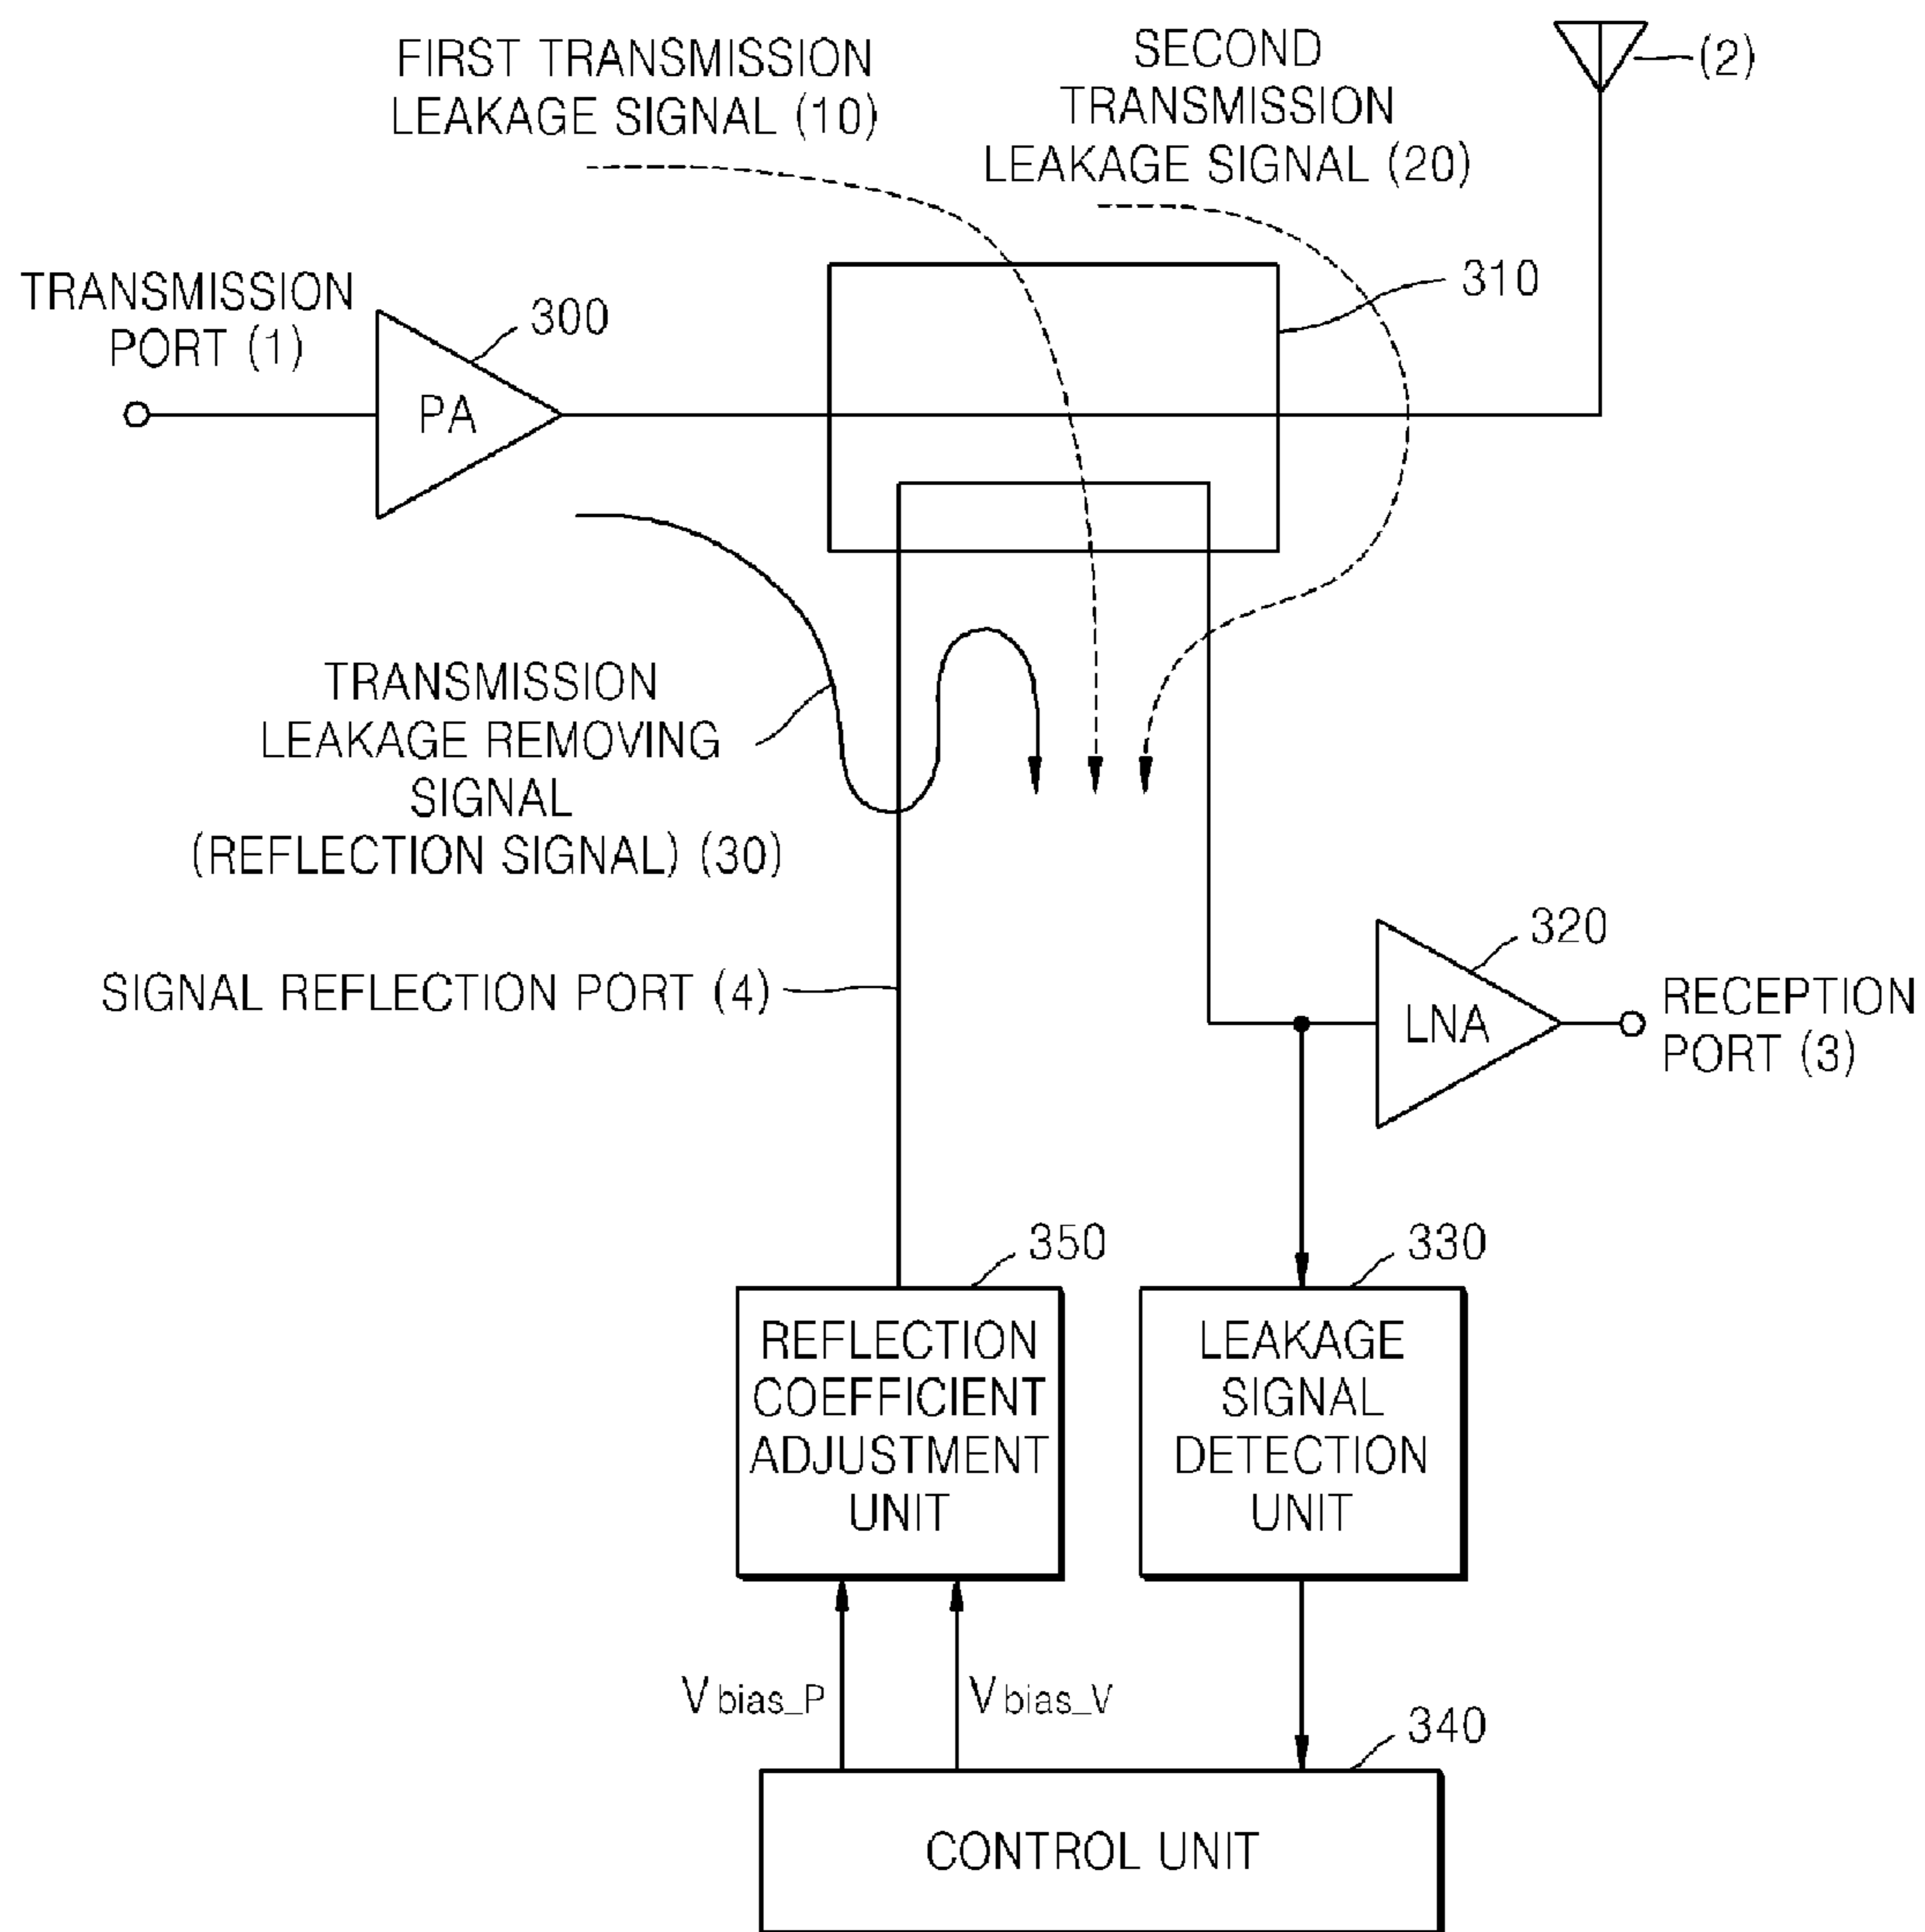 FIRST TRANSMISSION
LEAKAGE SIGNAL (10)
SECOND
TRANSMISSION
LEAKAGE SIGNAL (20)
(2)
310
TRANSMISSION
PORT (1)
300
PA
TRANSMISSION
LEAKAGE REMOVING
SIGNAL
(REFLECTION SIGNAL) (30)
SIGNAL REFLECTION PORT (4)
320
LNA
RECEPTION
PORT (3)
350
REFLECTION
COEFFICIENT
ADJUSTMENT
UNIT
330
LEAKAGE
SIGNAL
DETECTION
UNIT
Vbias_P
Vbias_V
340
CONTROL UNIT